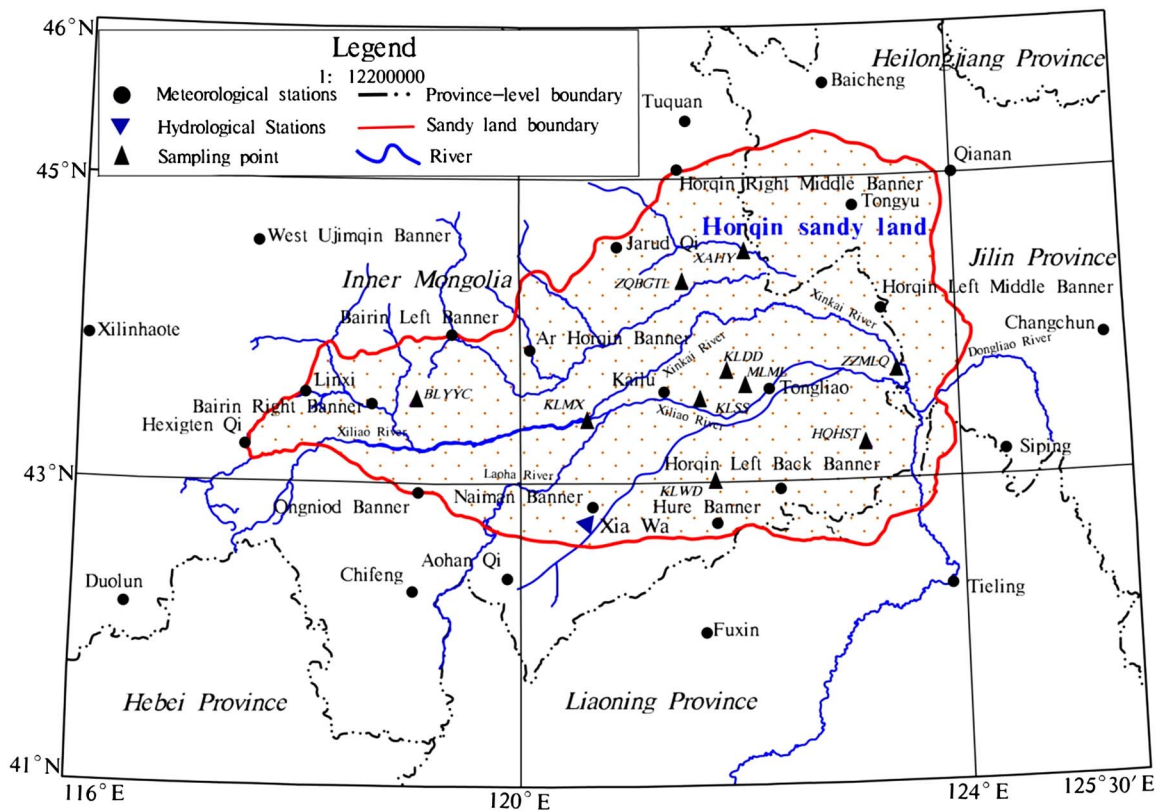 46°N
Legend
1: 12200000
Meteorological stations
Province-level boundary
Hydrological Stations
Sandy land boundary
Sampling point
River
Heilongjiang Province
Baicheng
Tuquan
45°N
Qianan
Horqin Right Middle Banner
Tongyu
Horqin sandy land
West Ujimqin Banner
Jarud Qi
XAHY
Jilin Province
Inner Mongolia
ZQBGTL
Horqin Left Middle Banner
Xinkai River
Bairin Left Banner
Xilinhaote
Changchun
Ar Horqin Banner
Xinkai River
Dongliao River
KLDD
ZZMLQ
MLML
Linxi
Kailu
Tongliao
BLYYC
Bairin Right Banner
KLMX
KLSS
Hexigten Qi
Xiliao River
Xiliao River
HQHST
Siping
43°N
Lapha River
Horqin Left Back Banner
KLWD
Ongniod Banner
Naiman Banner
Hure Banner
Xia Wa
Aohan Qi
Chifeng
Duolun
Tieling
Fuxin
Hebei Province
Liaoning Province
41°N
116°E
120°E
124°E
125°30′E